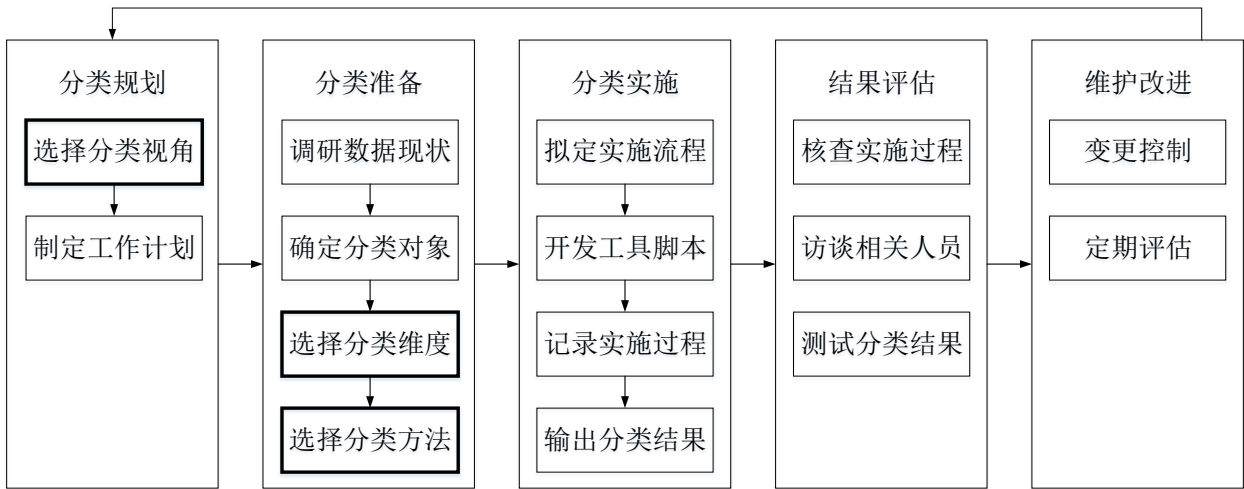 分类规划
选择分类视角
制定工作计划
分类准备
调研数据现状
确定分类对象
选择分类维度
选择分类方法
分类实施
拟定实施流程
开发工具脚本
记录实施过程
输出分类结果
结果评估
核查实施过程
访谈相关人员
测试分类结果
维护改进
变更控制
定期评估